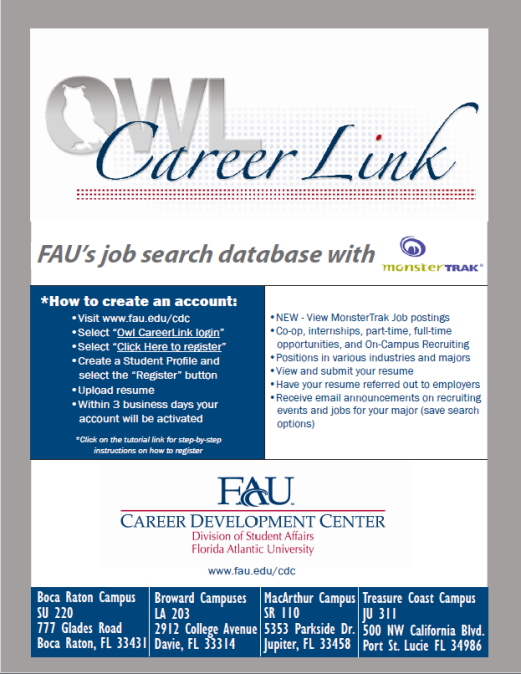 OWL
Career Link
FAU's job search database with
monsterTRAK®
*How to create an account:
•Visit www.fau.edu/cdc
•Select “Owl CareerLink login”
•Select “Click Here to register”
•Create a Student Profile and
select the “Register” button
•Upload resume
•Within 3 business days your
account will be activated
*Click on the tutorial link for step-by-step
instructions on how to register
•NEW - View MonsterTrak Job postings
•Co-op, internships, part-time, full-time
opportunities, and On-Campus Recruiting
•Positions in various industries and majors
•View and submit your resume
•Have your resume referred out to employers
•Receive email announcements on recruiting
events and jobs for your major (save search
options)
FAU
CAREER DEVELOPMENT CENTER
Division of Student Affairs
Florida Atlantic University
www.fau.edu/cdc
Boca Raton Campus
SU 220
777 Glades Road
Boca Raton, FL 33431
Broward Campuses
LA 203
2912 College Avenue
Davie, FL 33314
MacArthur Campus
SR 110
5353 Parkside Dr.
Jupiter, FL 33458
Treasure Coast Campus
JU 311
500 NW California Blvd.
Port St. Lucie FL 34986